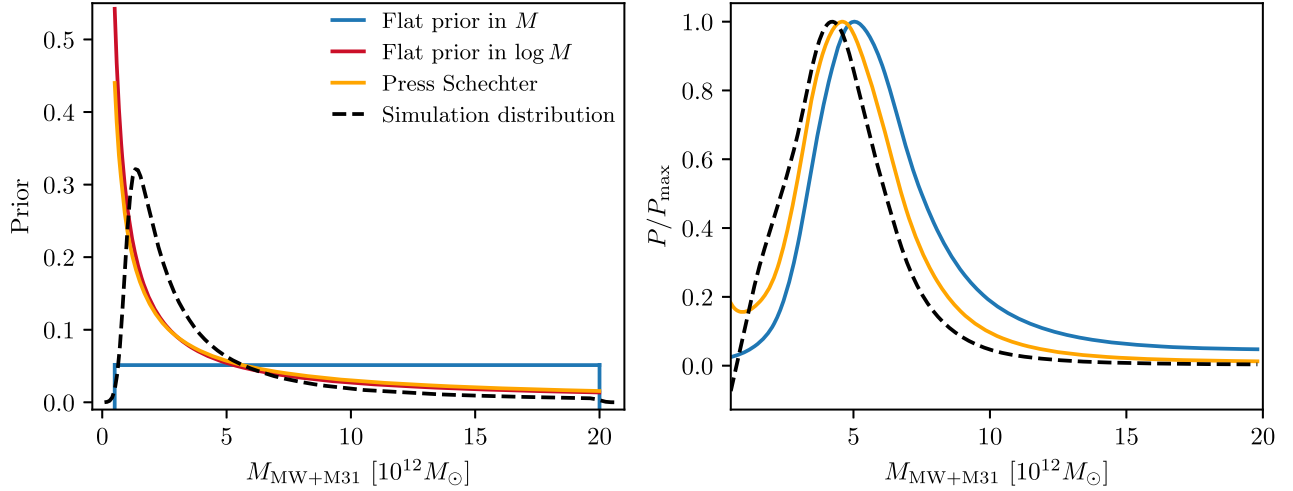 Flat prior in M
Flat prior in log M
Press Schechter
Simulation distribution
Prior
0.5
0.4
0.3
0.2
0.1
0.0
0 5 10 15 20
M_MW+M31 [10^12 M_⊙]
P/P_max
1.0
0.8
0.6
0.4
0.2
0.0
5 10 15 20
M_MW+M31 [10^12 M_⊙]